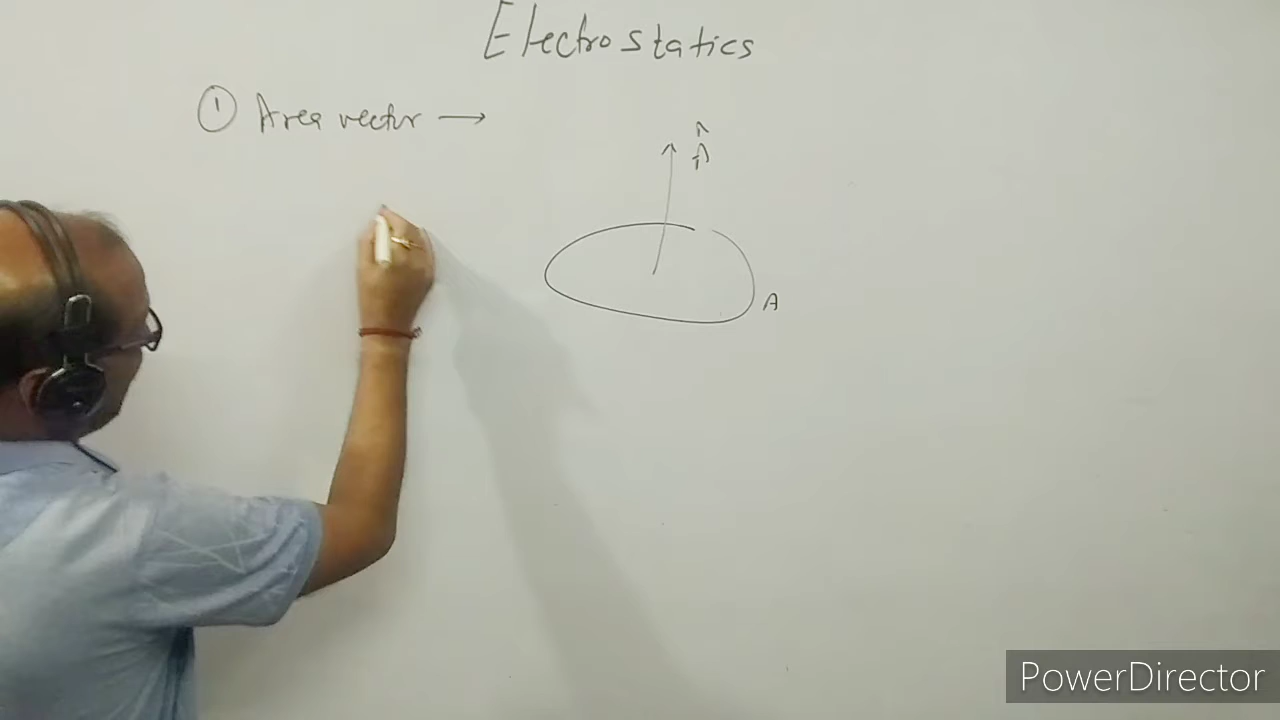 Electrostatics
① Area vector →
n̂
A
PowerDirector